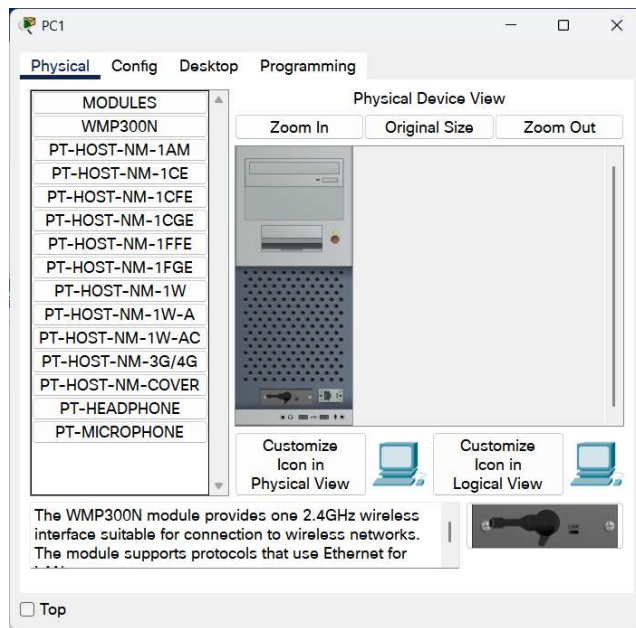 PC1
Physical Config Desktop Programming
MODULES
WMP300N
PT-HOST-NM-1AM
PT-HOST-NM-1CE
PT-HOST-NM-1CFE
PT-HOST-NM-1CGE
PT-HOST-NM-1FFE
PT-HOST-NM-1FGE
PT-HOST-NM-1W
PT-HOST-NM-1W-A
PT-HOST-NM-1W-AC
PT-HOST-NM-3G/4G
PT-HOST-NM-COVER
PT-HEADPHONE
PT-MICROPHONE
Physical Device View
Zoom In Original Size Zoom Out
Customize
Icon in
Physical View
Customize
Icon in
Logical View
The WMP300N module provides one 2.4GHz wireless
interface suitable for connection to wireless networks.
The module supports protocols that use Ethernet for
Top